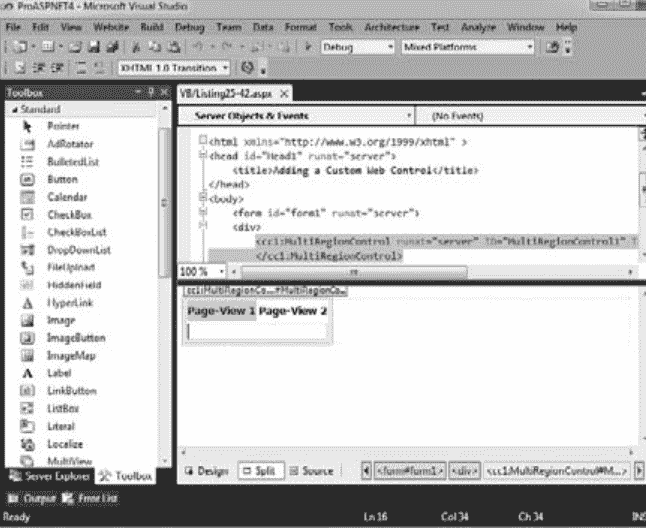 ProASPNET4 - Microsoft Visual Studio
File Edit View Website Build Debug Team Data Format Tools Architecture Test Analyze Window Help
Debug Mixed Platforms
XHTML 1.0 Transition
Toolbox
Standard
Pointer
AdRotator
BulletedList
Button
Calendar
CheckBox
CheckBoxList
DropDownList
FileUpload
HiddenField
HyperLink
Image
ImageButton
ImageMap
Label
LinkButton
ListBox
Literal
Localize
MultiView
Server Explorer Toolbox
VB/Listing25-42.aspx
Server Objects & Events (No Events)
<html xmlns="http://www.w3.org/1999/xhtml" >
<head id="Head1" runat="server">
<title>Adding a Custom Web Control</title>
</head>
<body>
<form id="form1" runat="server">
<div>
<cc1:MultiRegionControl runat="server" ID="MultiRegionControl1"
</cc1:MultiRegionControl>
100 %
cc1:MultiRegionCo...#MultiRegionCo...
Page-View 1 Page-View 2
Design Split Source <form#form1> <div> <cc1:MultiRegionControl#M...>
Output Error List
Ready Ln 16 Col 34 Ch 34 INS